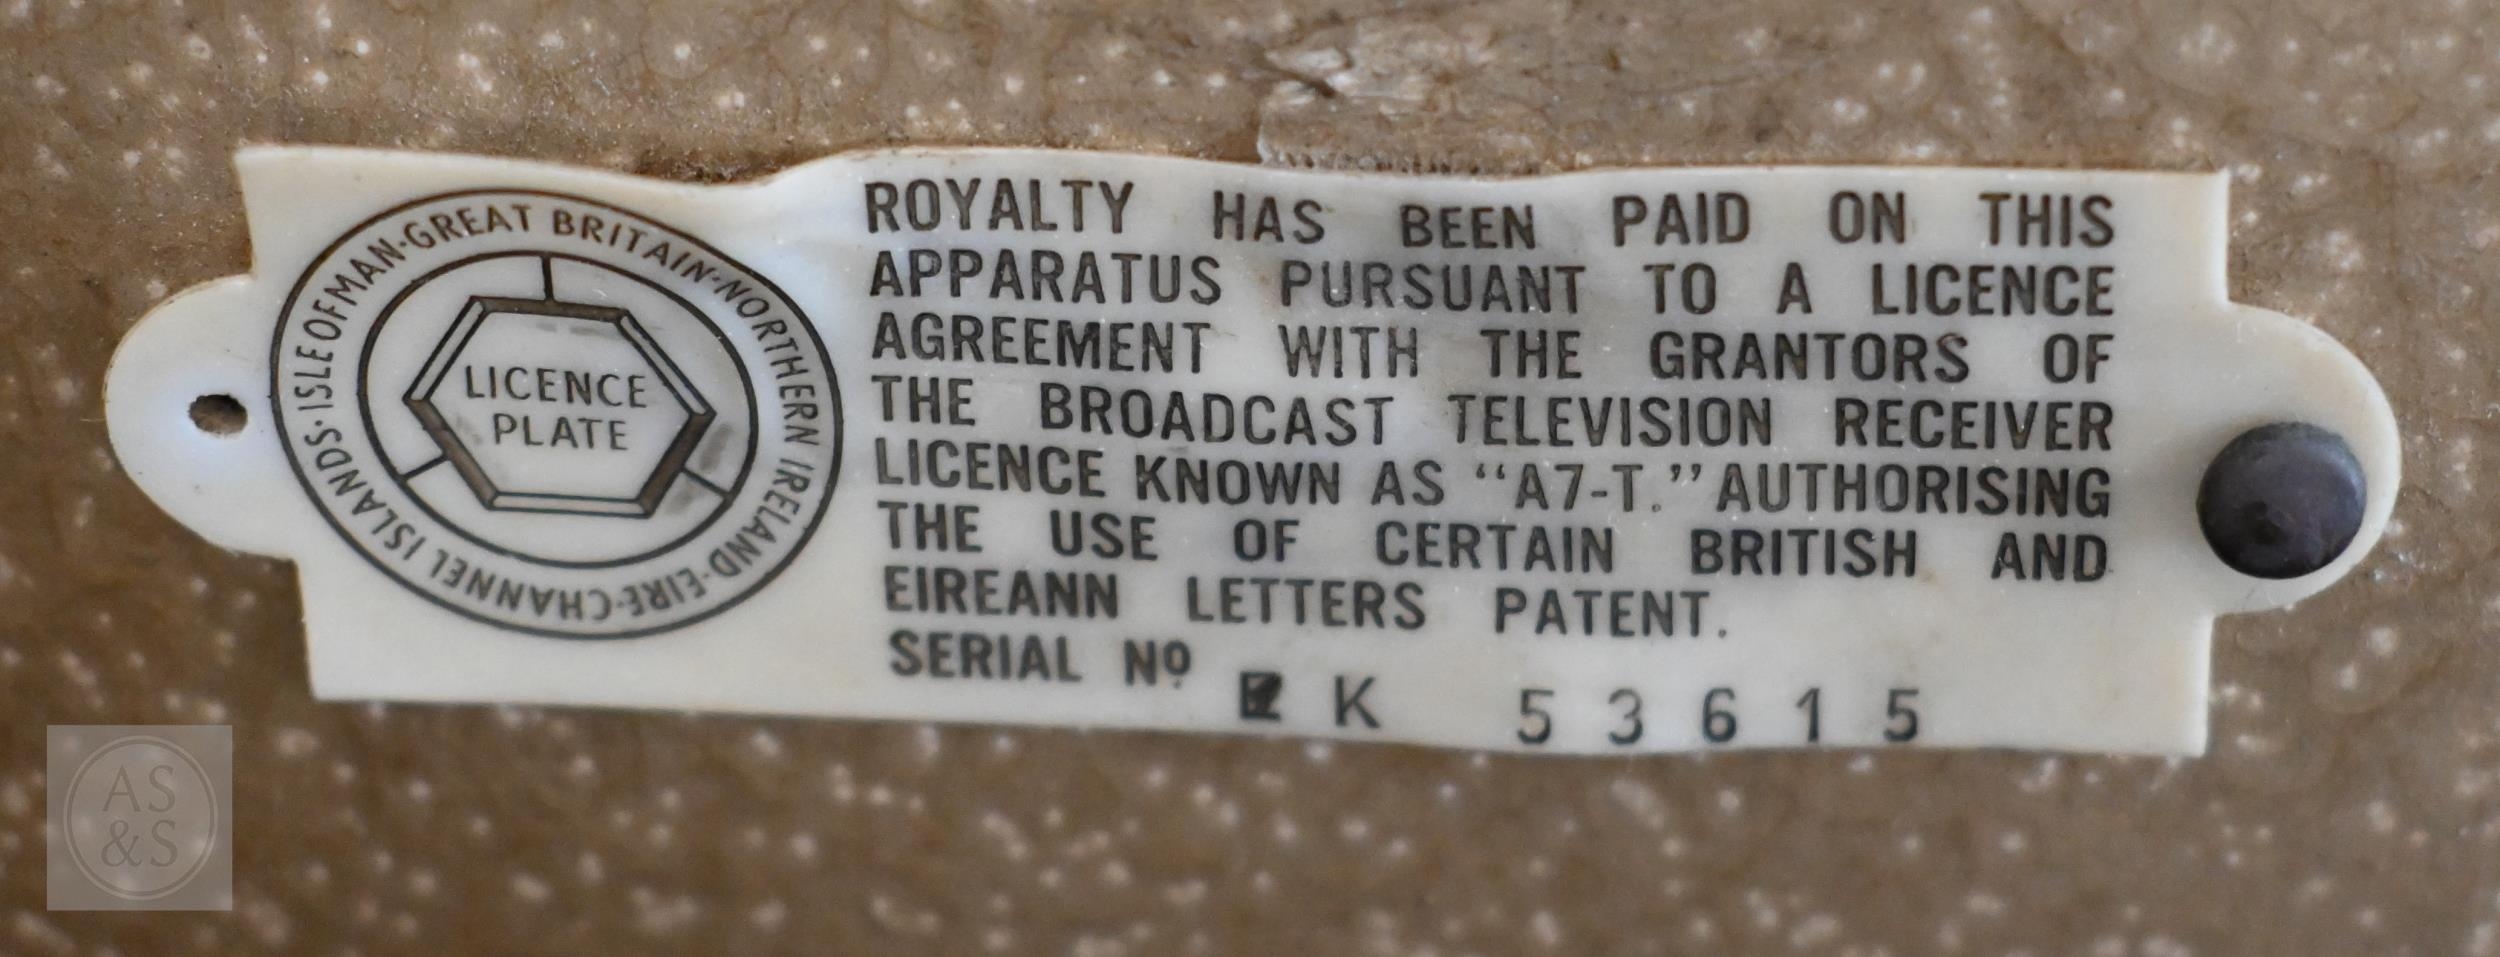 GREAT BRITAIN·NORTHERN IRELAND·EIRE·CHANNEL ISLANDS·ISLE OF MAN·
LICENCE
PLATE
ROYALTY HAS BEEN PAID ON THIS
APPARATUS PURSUANT TO A LICENCE
AGREEMENT WITH THE GRANTORS OF
THE BROADCAST TELEVISION RECEIVER
LICENCE KNOWN AS “A7-T.” AUTHORISING
THE USE OF CERTAIN BRITISH AND
EIREANN LETTERS PATENT.
SERIAL Nº K 53615
AS
&S